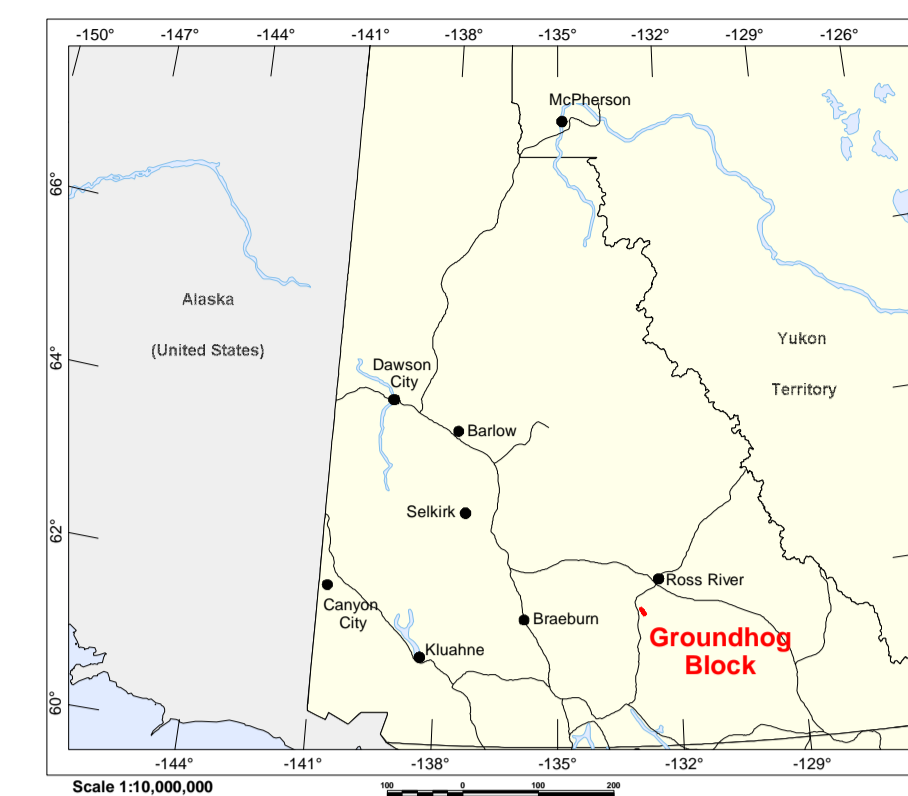 -150°
-147°
-144°
-141°
-138°
-135°
-132°
-129°
-126°
McPherson
66°
Alaska
(United States)
Yukon
Territory
64°
Dawson
City
Barlow
Selkirk
62°
Ross River
Canyon
City
Braeburn
Groundhog
Block
Kluahne
60°
-144°
-141°
-138°
-135°
-132°
-129°
Scale 1:10,000,000
100
0
100
200